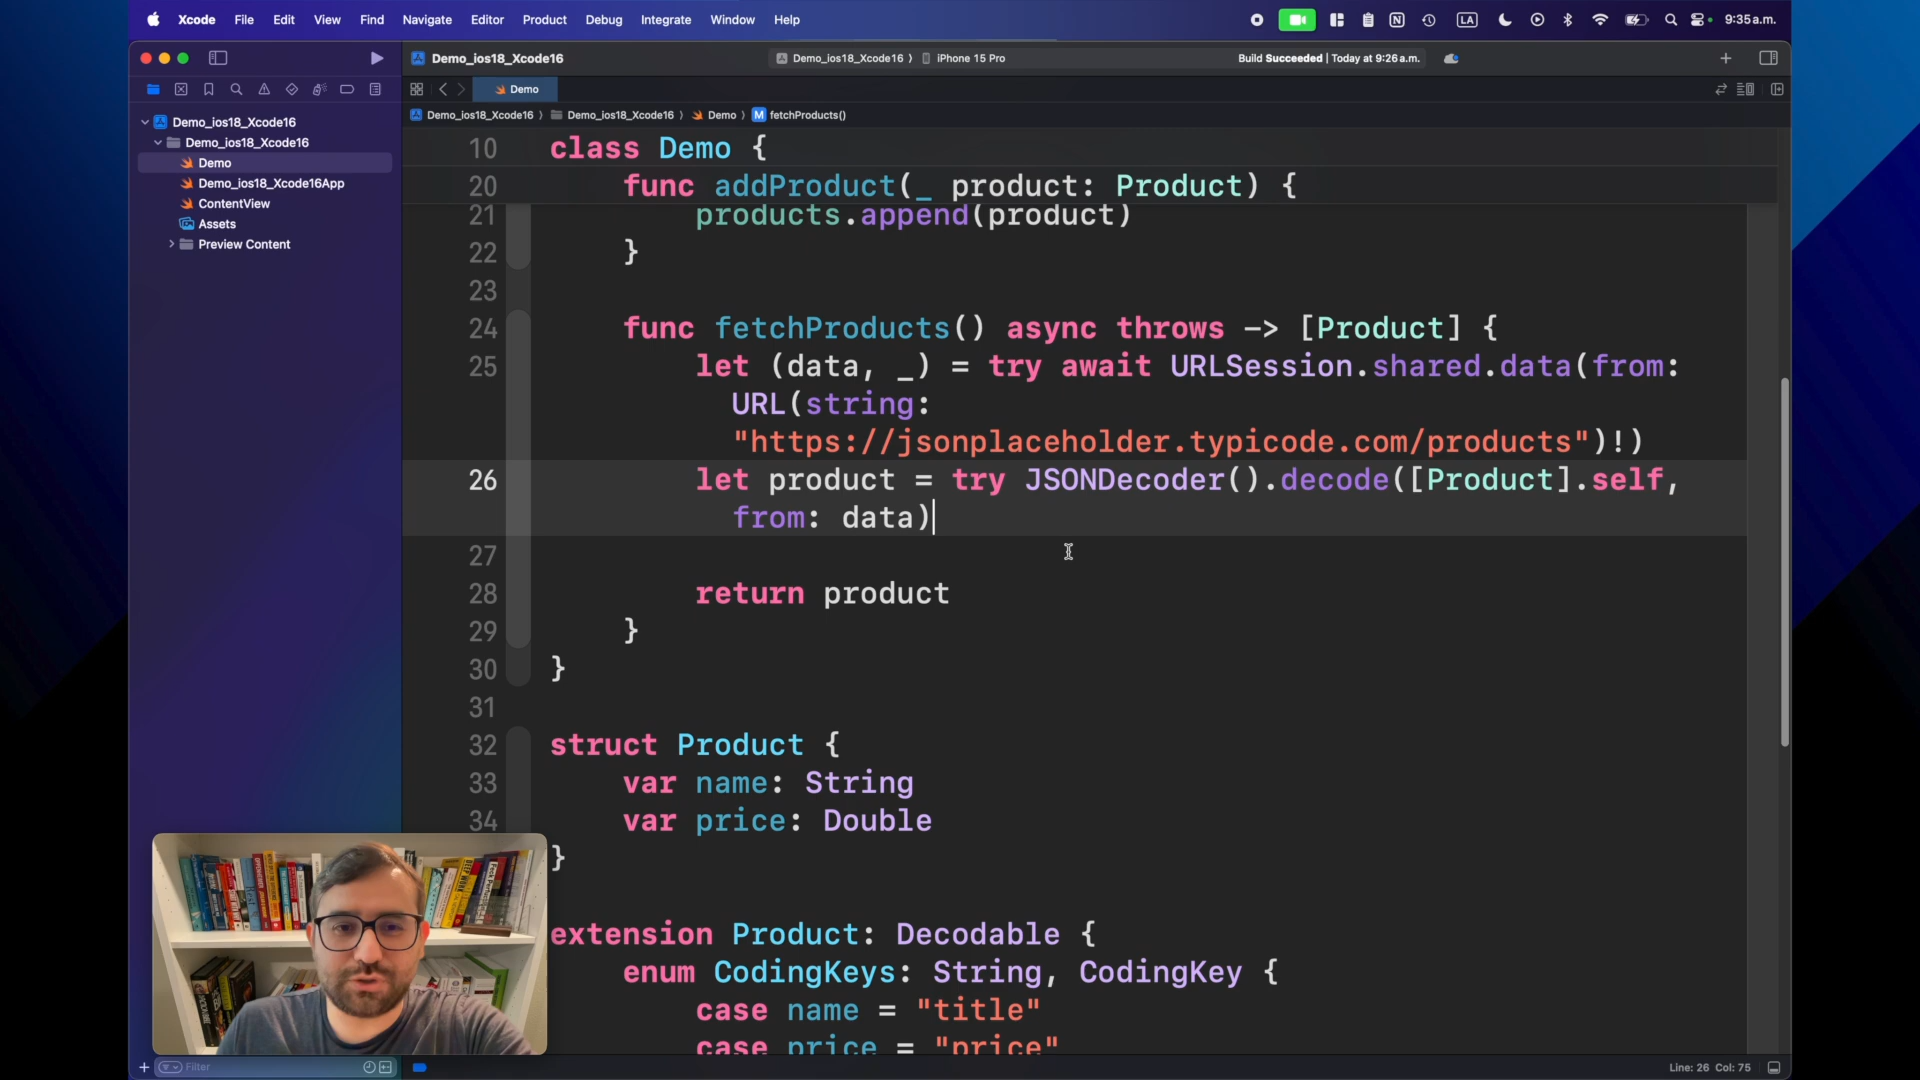 Xcode File Edit View Find Navigate Editor Product Debug Integrate Window Help
LA
9:35 a.m.
Demo_ios18_Xcode16
Demo_ios18_Xcode16 ⟩ iPhone 15 Pro
Build Succeeded | Today at 9:26 a.m.
Demo
Demo_ios18_Xcode16 ⟩ Demo_ios18_Xcode16 ⟩ Demo ⟩ M fetchProducts()
Demo_ios18_Xcode16
Demo_ios18_Xcode16
Demo
Demo_ios18_Xcode16App
ContentView
Assets
Preview Content
10 class Demo {
20 func addProduct(_ product: Product) {
21 products.append(product)
22 }
23
24 func fetchProducts() async throws -> [Product] {
25 let (data, _) = try await URLSession.shared.data(from:
URL(string:
"https://jsonplaceholder.typicode.com/products")!)
26 let product = try JSONDecoder().decode([Product].self,
from: data)
27
28 return product
29 }
30 }
31
32 struct Product {
33 var name: String
34 var price: Double
}
extension Product: Decodable {
enum CodingKeys: String, CodingKey {
case name = "title"
case price = "price"
Filter
Line: 26 Col: 75